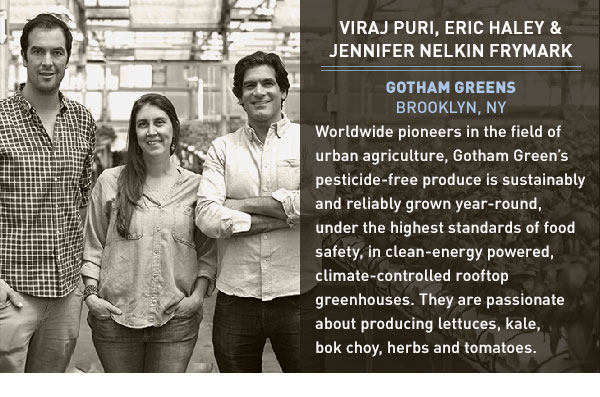 VIRAJ PURI, ERIC HALEY &
JENNIFER NELKIN FRYMARK
GOTHAM GREENS
BROOKLYN, NY
Worldwide pioneers in the field of
urban agriculture, Gotham Green's
pesticide-free produce is sustainably
and reliably grown year-round,
under the highest standards of food
safety, in clean-energy powered,
climate-controlled rooftop
greenhouses. They are passionate
about producing lettuces, kale,
bok choy, herbs and tomatoes.